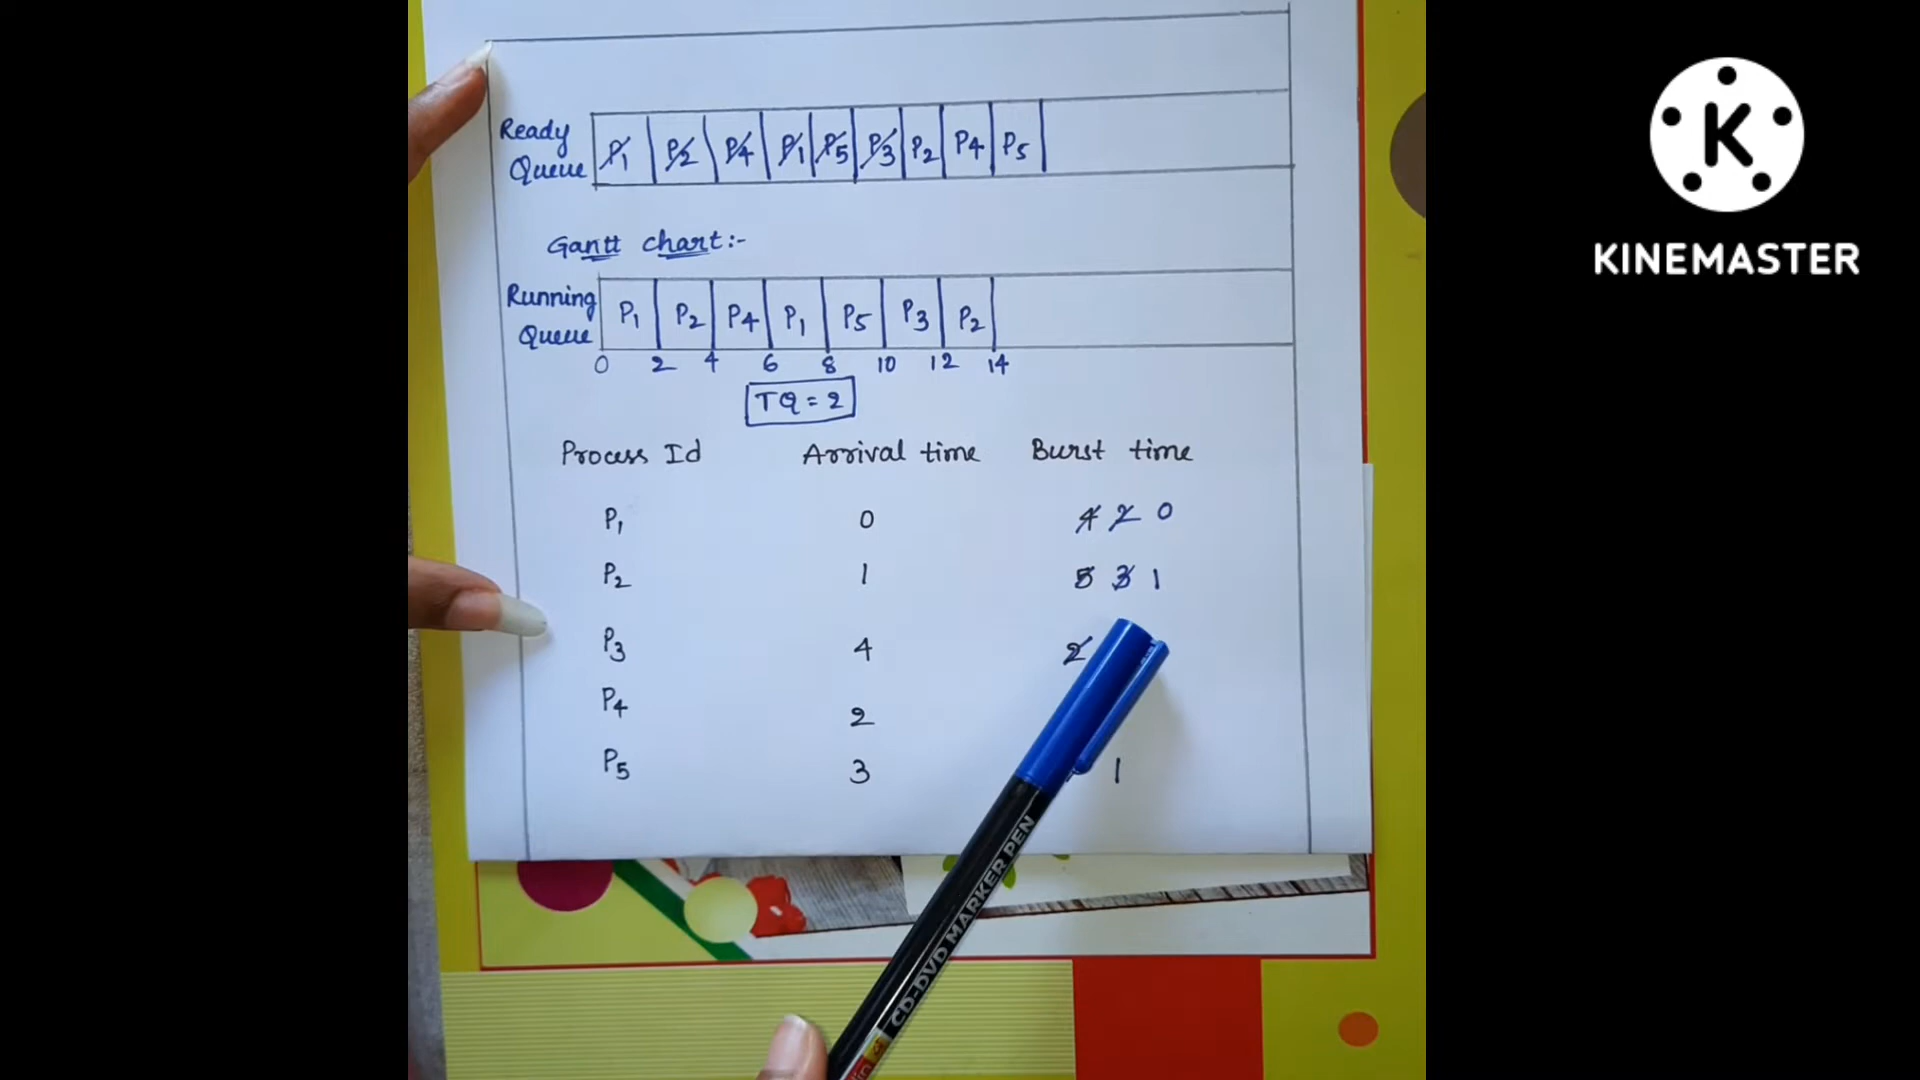 Ready Queue P1 P2 P4 P1 P5 P3 P2 P4 P5
Gantt chart:-
Running Queue P1 P2 P4 P1 P5 P3 P2
0 2 4 6 8 10 12 14
TQ = 2
Process Id Arrival time Burst time
P1 0 4 2 0
P2 1 5 3 1
P3 4 2
P4 2
P5 3 1
CD-DVD MARKER PEN
K
KINEMASTER